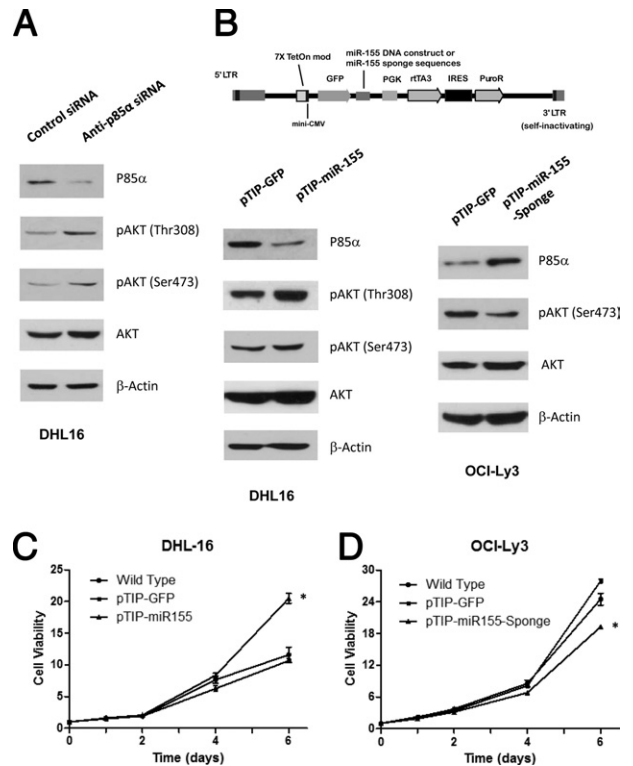 A
Control siRNA
Anti-p85α siRNA
P85α
pAKT (Thr308)
pAKT (Ser473)
AKT
β-Actin
DHL16
B
miR-155 DNA construct or
miR-155 sponge sequences
7X TetOn mod
5' LTR
GFP
PGK
rtTA3
IRES
PuroR
mini-CMV
3' LTR
(self-inactivating)
pTIP-GFP
pTIP-miR-155
P85α
pAKT (Thr308)
pAKT (Ser473)
AKT
β-Actin
DHL16
pTIP-GFP
pTIP-miR-155
-Sponge
P85α
pAKT (Ser473)
AKT
β-Actin
OCI-Ly3
C
DHL-16
Wild Type
pTIP-GFP
pTIP-miR155
*
Cell Viability
25
20
15
10
5
0
0 2 4 6
Time (days)
D
OCI-Ly3
Wild Type
pTIP-GFP
pTIP-miR155-Sponge
*
Cell Viability
30
24
18
12
6
0
0 2 4 6
Time (days)